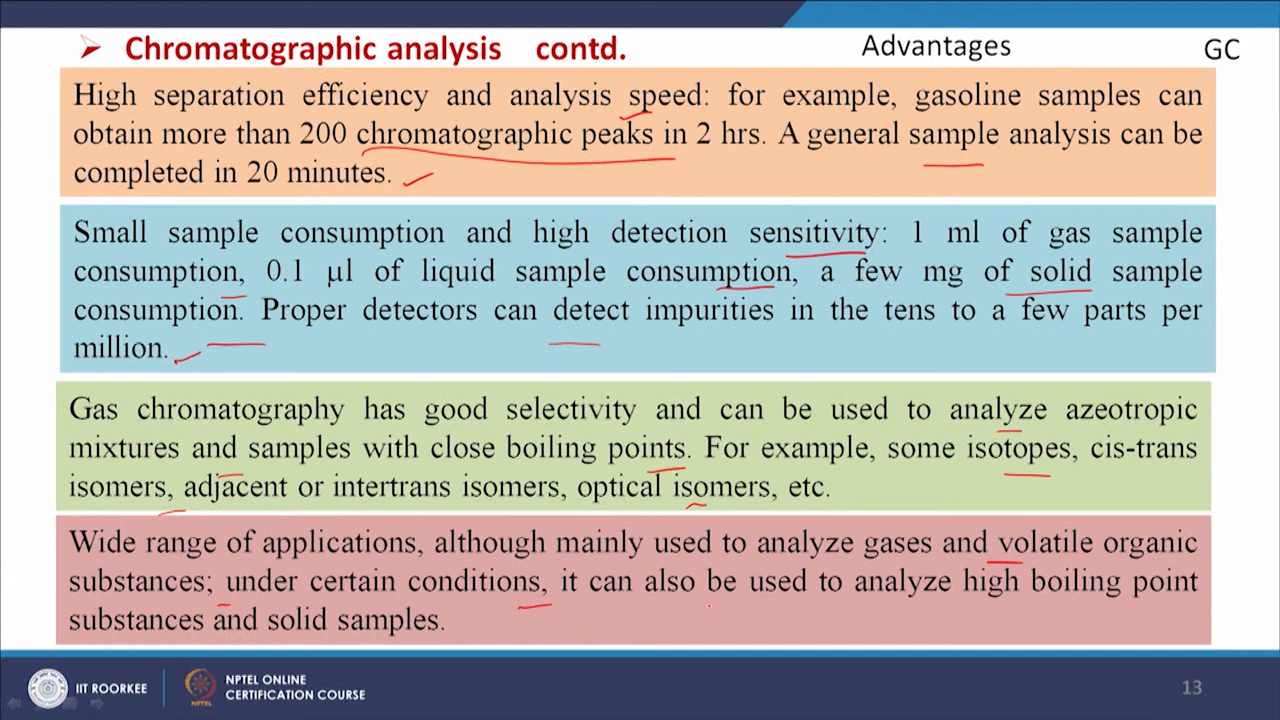 ➢ Chromatographic analysis contd. Advantages GC
High separation efficiency and analysis speed: for example, gasoline samples can
obtain more than 200 chromatographic peaks in 2 hrs. A general sample analysis can be
completed in 20 minutes.
Small sample consumption and high detection sensitivity: 1 ml of gas sample
consumption, 0.1 µl of liquid sample consumption, a few mg of solid sample
consumption. Proper detectors can detect impurities in the tens to a few parts per
million.
Gas chromatography has good selectivity and can be used to analyze azeotropic
mixtures and samples with close boiling points. For example, some isotopes, cis-trans
isomers, adjacent or intertrans isomers, optical isomers, etc.
Wide range of applications, although mainly used to analyze gases and volatile organic
substances; under certain conditions, it can also be used to analyze high boiling point
substances and solid samples.
IIT ROORKEE
NPTEL
NPTEL ONLINE
CERTIFICATION COURSE
13